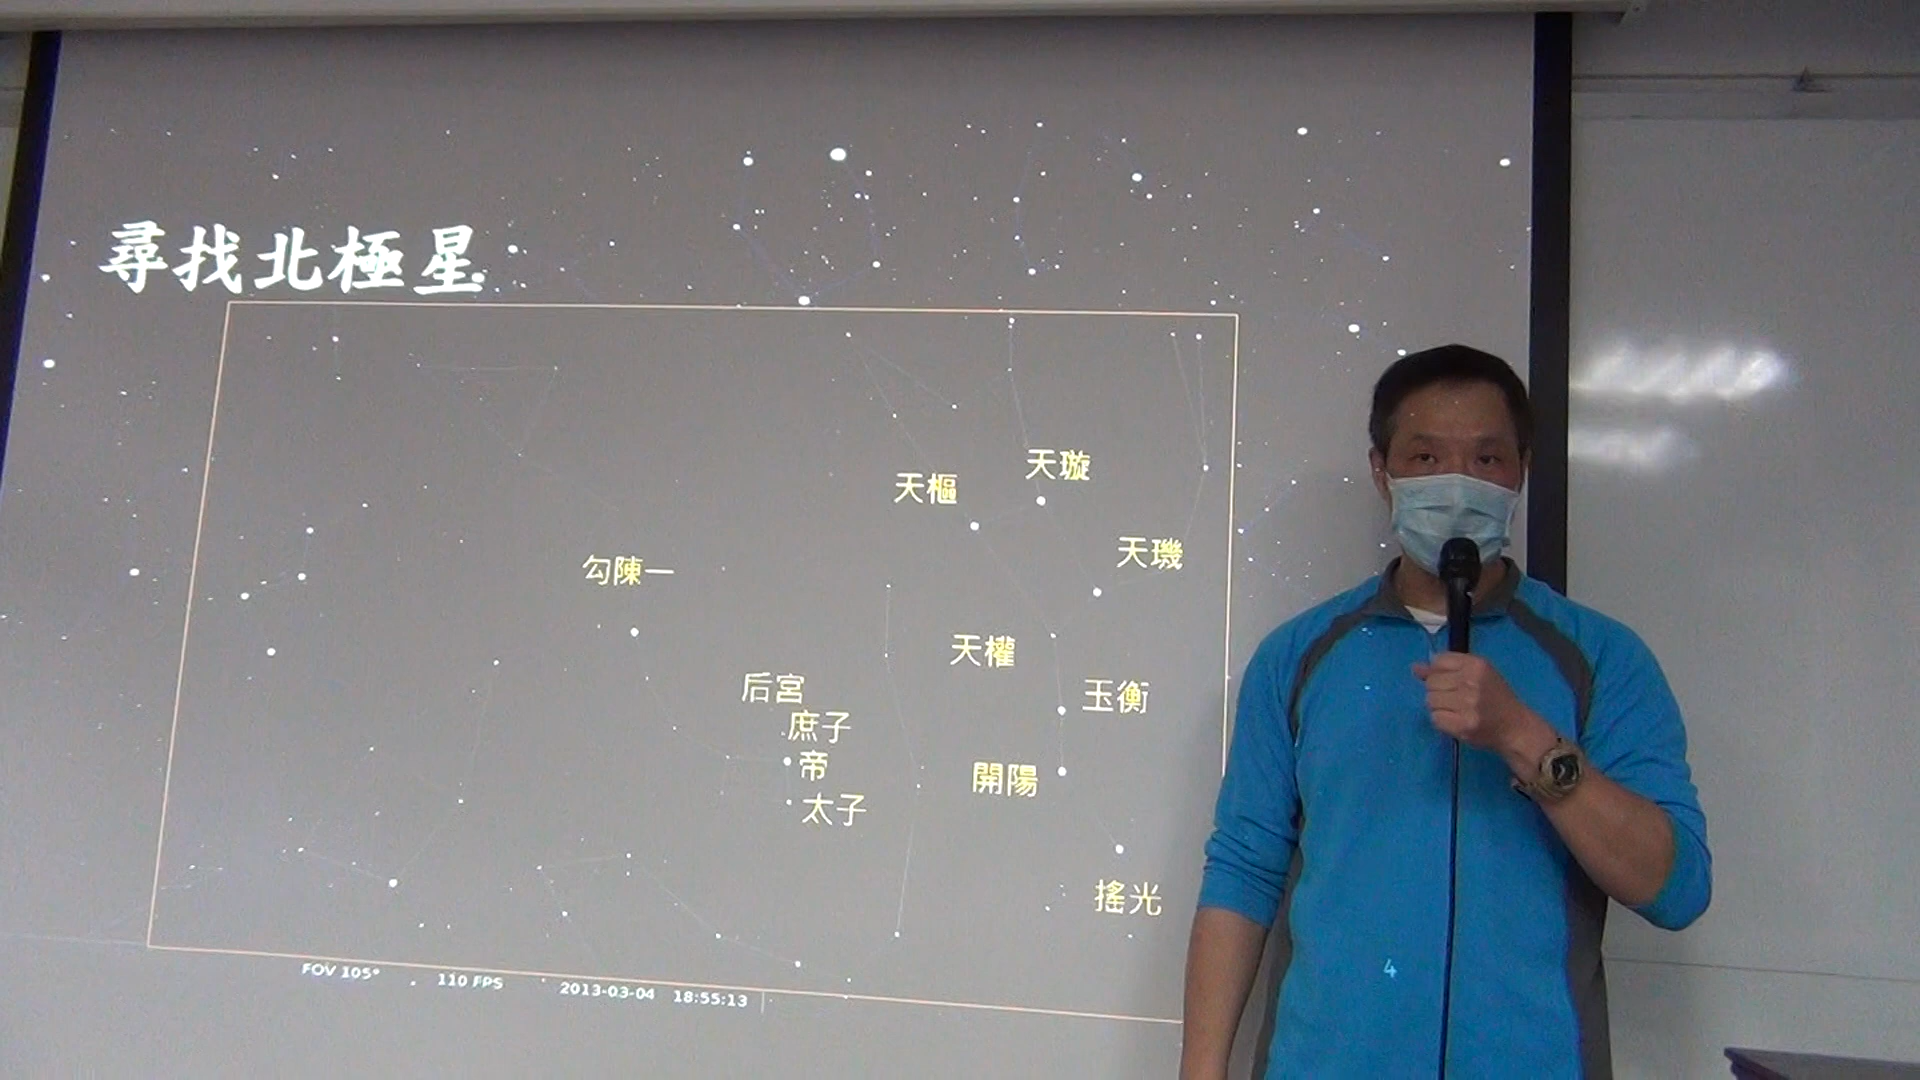 尋找北極星
天璇
天樞
天璣
勾陳一
天權
后宮
玉衡
庶子
帝
開陽
太子
搖光
4
FOV 105°
110 FPS
2013-03-04 18:55:13